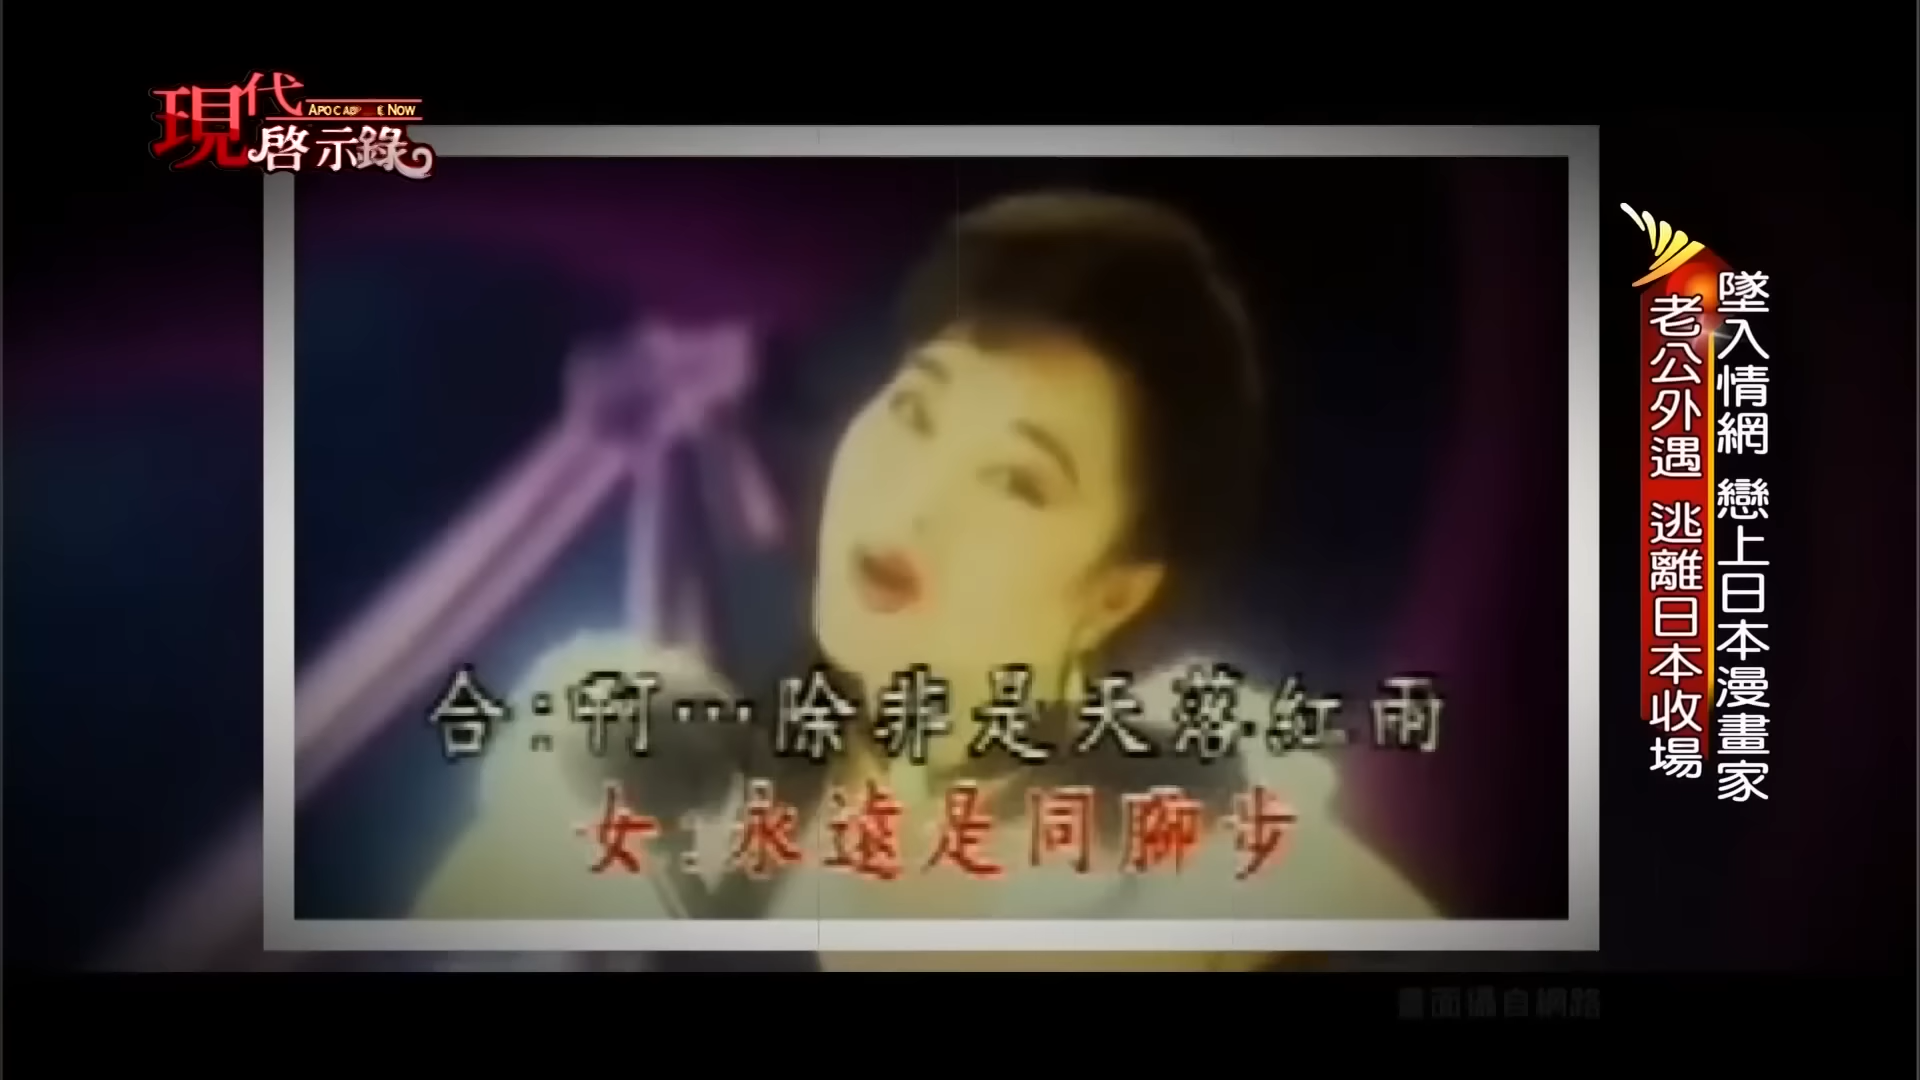 現代
APOCA
E NOW
啓示錄
墜入情網 戀上日本漫畫家
老公外遇 逃離日本收場
合:啊…除非是天落紅雨
女:永遠是同腳步
畫面攝自網路